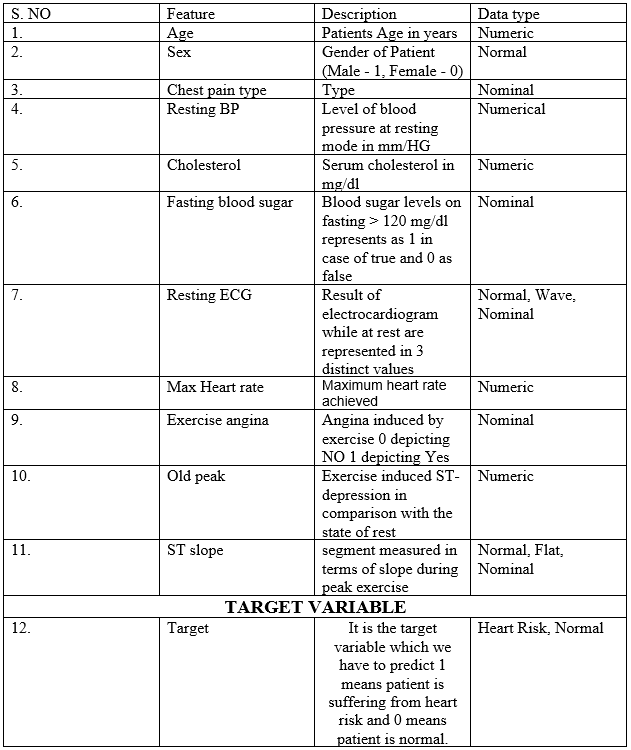 S. NO Feature Description Data type
1. Age Patients Age in years Numeric
2. Sex Gender of Patient Normal
(Male - 1, Female - 0)
3. Chest pain type Type Nominal
4. Resting BP Level of blood Numerical
pressure at resting
mode in mm/HG
5. Cholesterol Serum cholesterol in Numeric
mg/dl
6. Fasting blood sugar Blood sugar levels on Nominal
fasting > 120 mg/dl
represents as 1 in
case of true and 0 as
false
7. Resting ECG Result of Normal, Wave,
electrocardiogram Nominal
while at rest are
represented in 3
distinct values
8. Max Heart rate Maximum heart rate Numeric
achieved
9. Exercise angina Angina induced by Nominal
exercise 0 depicting
NO 1 depicting Yes
10. Old peak Exercise induced ST- Numeric
depression in
comparison with the
state of rest
11. ST slope segment measured in Normal, Flat,
terms of slope during Nominal
peak exercise
TARGET VARIABLE
12. Target It is the target Heart Risk, Normal
variable which we
have to predict 1
means patient is
suffering from heart
risk and 0 means
patient is normal.